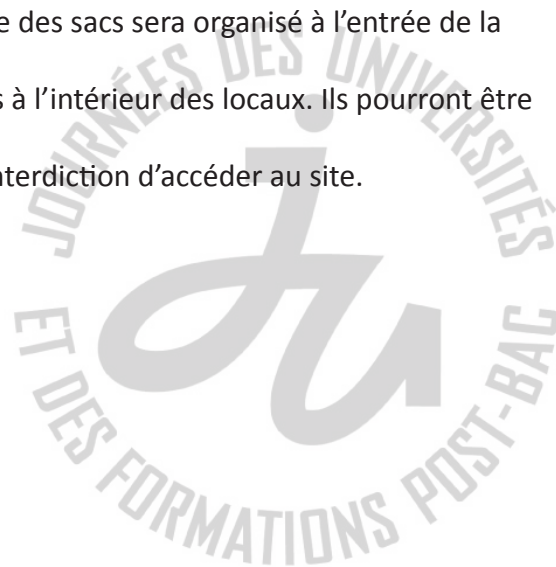 e des sacs sera organisé à l’entrée de la
s à l’intérieur des locaux. Ils pourront être
nterdiction d’accéder au site.
JOURNÉES DES UNIVERSITÉS
ju
ET DES FORMATIONS POST-BAC